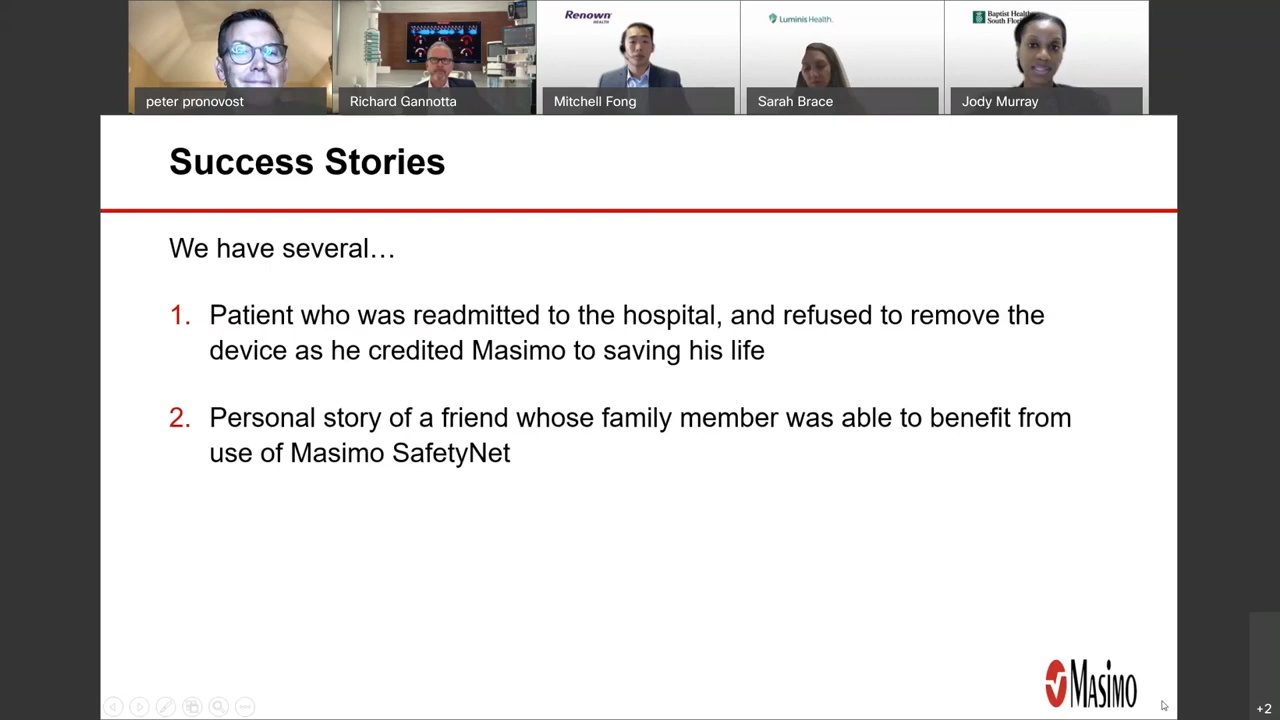 RENOWN
HEALTH
Luminis Health.
Baptist Health
South Florida
peter pronovost
Richard Gannotta
Mitchell Fong
Sarah Brace
Jody Murray
Success Stories
We have several…
1. Patient who was readmitted to the hospital, and refused to remove the
device as he credited Masimo to saving his life
2. Personal story of a friend whose family member was able to benefit from
use of Masimo SafetyNet
Masimo
+2